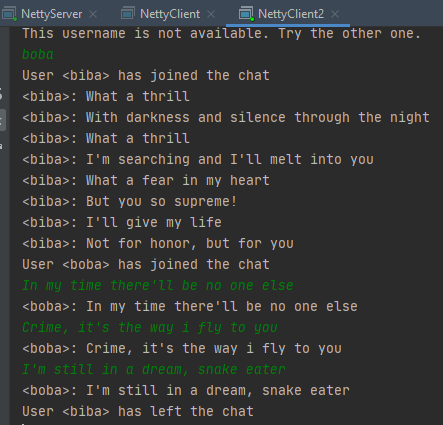 NettyServer NettyClient NettyClient2
This username is not available. Try the other one.
boba
User <biba> has joined the chat
<biba>: What a thrill
<biba>: With darkness and silence through the night
<biba>: What a thrill
<biba>: I'm searching and I'll melt into you
<biba>: What a fear in my heart
<biba>: But you so supreme!
<biba>: I'll give my life
<biba>: Not for honor, but for you
User <boba> has joined the chat
In my time there'll be no one else
<boba>: In my time there'll be no one else
Crime, it's the way i fly to you
<boba>: Crime, it's the way i fly to you
I'm still in a dream, snake eater
<boba>: I'm still in a dream, snake eater
User <biba> has left the chat